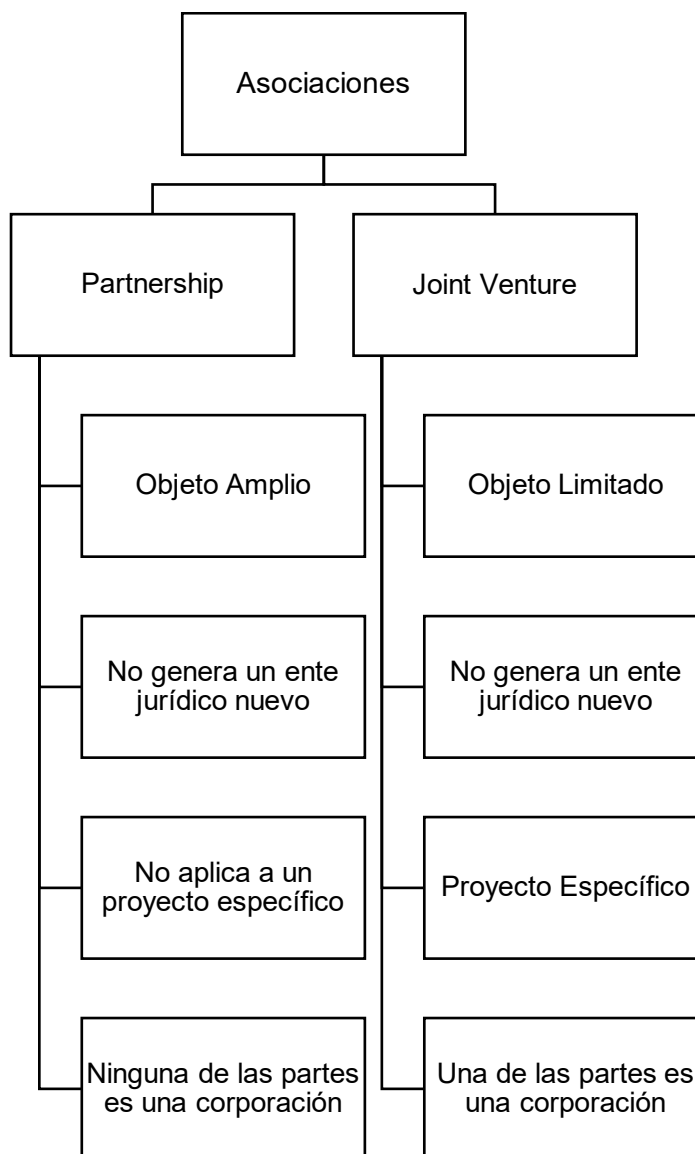 Asociaciones
Partnership
Joint Venture
Objeto Amplio
Objeto Limitado
No genera un ente
jurídico nuevo
No genera un ente
jurídico nuevo
No aplica a un
proyecto específico
Proyecto Específico
Ninguna de las partes
es una corporación
Una de las partes es
una corporación